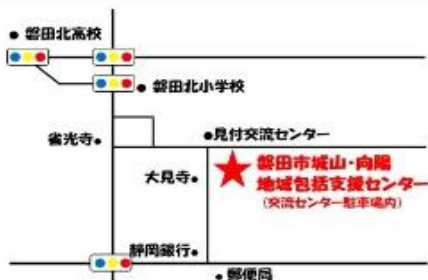 磐田北高校
磐田北小学校
省光寺
見付交流センター
大見寺
磐田市城山・向陽
地域包括支援センター
(交流センター駐車場内)
静岡銀行
郵便局